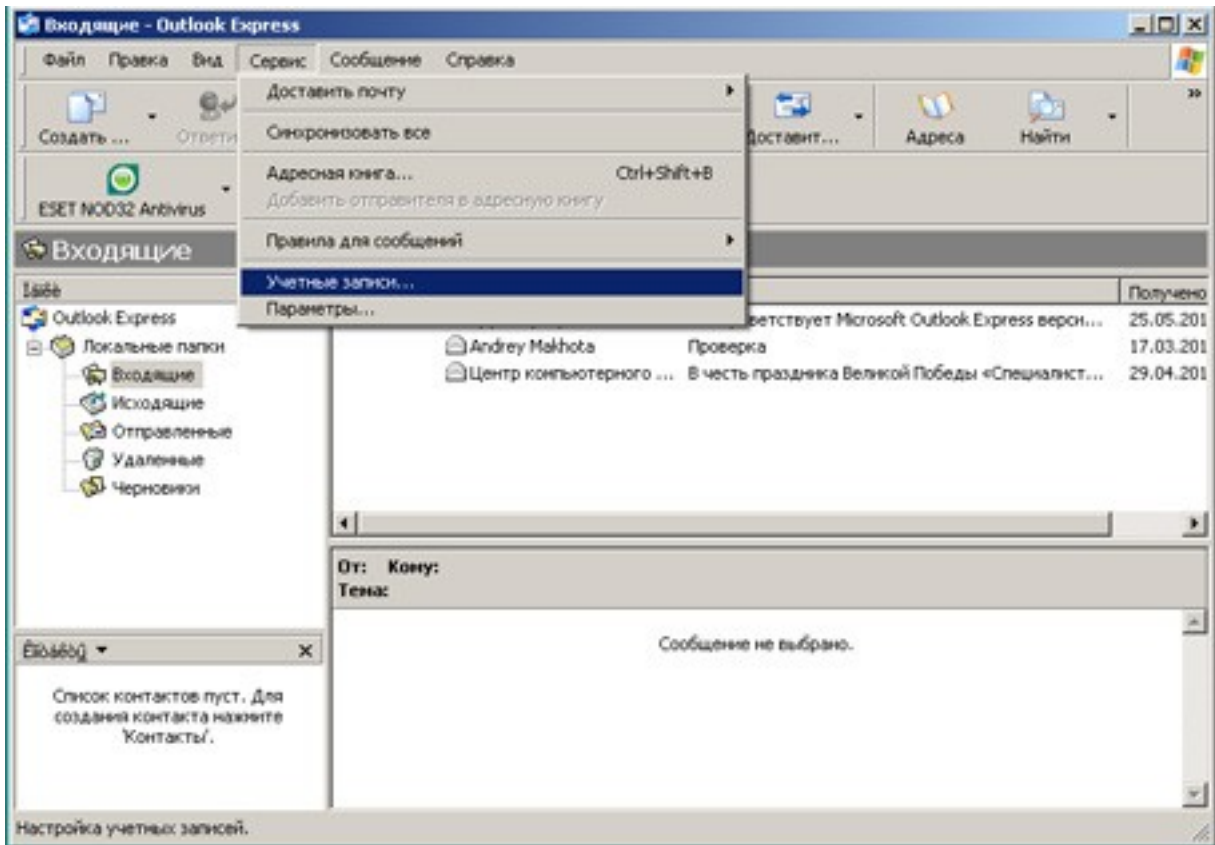 Входящие - Outlook Express
Файл Правка Вид Сервис Сообщение Справка
Создать ... Ответи Доставит... Адреса Найти
ESET NOD32 Antivirus
Доставить почту
Синхронизовать все
Адресная книга... Ctrl+Shift+B
Добавить отправителя в адресную книгу
Правила для сообщений
Учетные записи...
Параметры...
Входящие
Получено
Outlook Express
Локальные папки
Входящие
Исходящие
Отправленные
Удаленные
Черновики
ветствует Microsoft Outlook Express верси... 25.05.201
Andrey Makhota Проверка 17.03.201
Центр компьютерного ... В честь праздника Великой Победы «Специалист... 29.04.201
От: Кому:
Тема:
Сообщение не выбрано.
Список контактов пуст. Для
создания контакта нажмите
'Контакты'.
Настройка учетных записей.